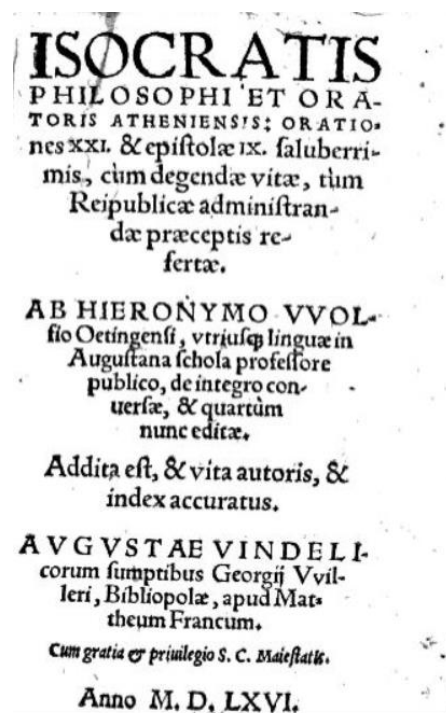 ISOCRATIS
PHILOSOPHI ET ORA-
TORIS ATHENIENSIS: ORATIO-
nes XXI. & epiſtolæ IX. ſaluberri-
mis, cùm degendæ vitæ, tùm
Reipublicæ adminiſtran-
dæ præceptis re-
fertæ.
AB HIERONYMO VVOL-
fio Oetingenſi, vtriuſq; linguæ in
Auguſtana ſchola profeſſore
publico, de integro con-
uerſæ, & quartùm
nunc editæ.
Addita eſt, & vita autoris, &
index accuratus.
AVGVSTAE VINDELI-
corum ſumptibus Georgij Vvil-
leri, Bibliopolæ, apud Mat-
theum Francum.
Cum gratia & priuilegio S. C. Maieſtatis.
Anno M. D. LXVI.